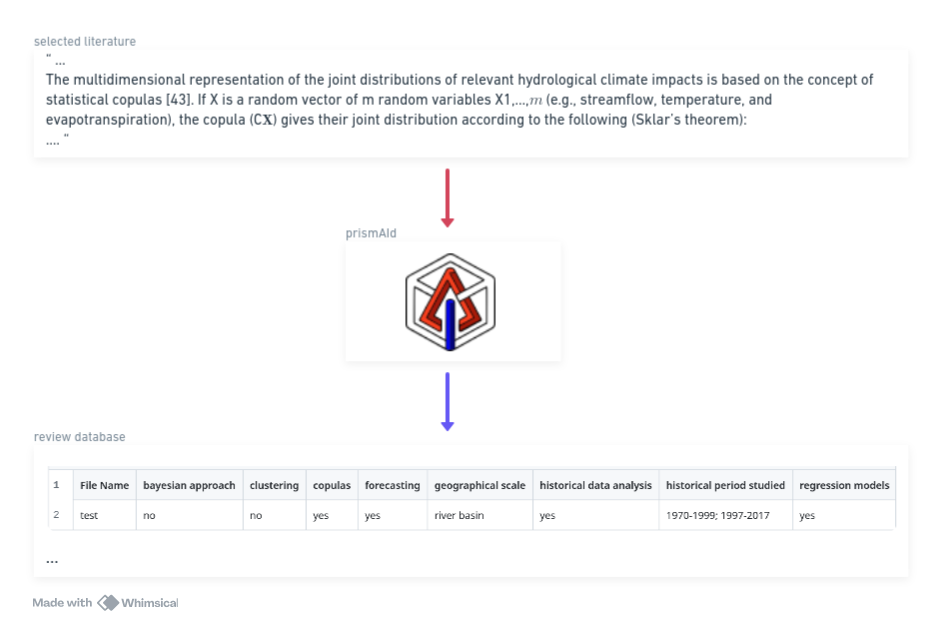 selected literature
“ ...
The multidimensional representation of the joint distributions of relevant hydrological climate impacts is based on the concept of
statistical copulas [43]. If X is a random vector of m random variables X1,...,𝑚 (e.g., streamflow, temperature, and
evapotranspiration), the copula (C𝐗) gives their joint distribution according to the following (Sklar's theorem):
.... “
prismAId
review database
1 File Name bayesian approach clustering copulas forecasting geographical scale historical data analysis historical period studied regression models
2 test no no yes yes river basin yes 1970-1999; 1997-2017 yes
...
Made with Whimsical